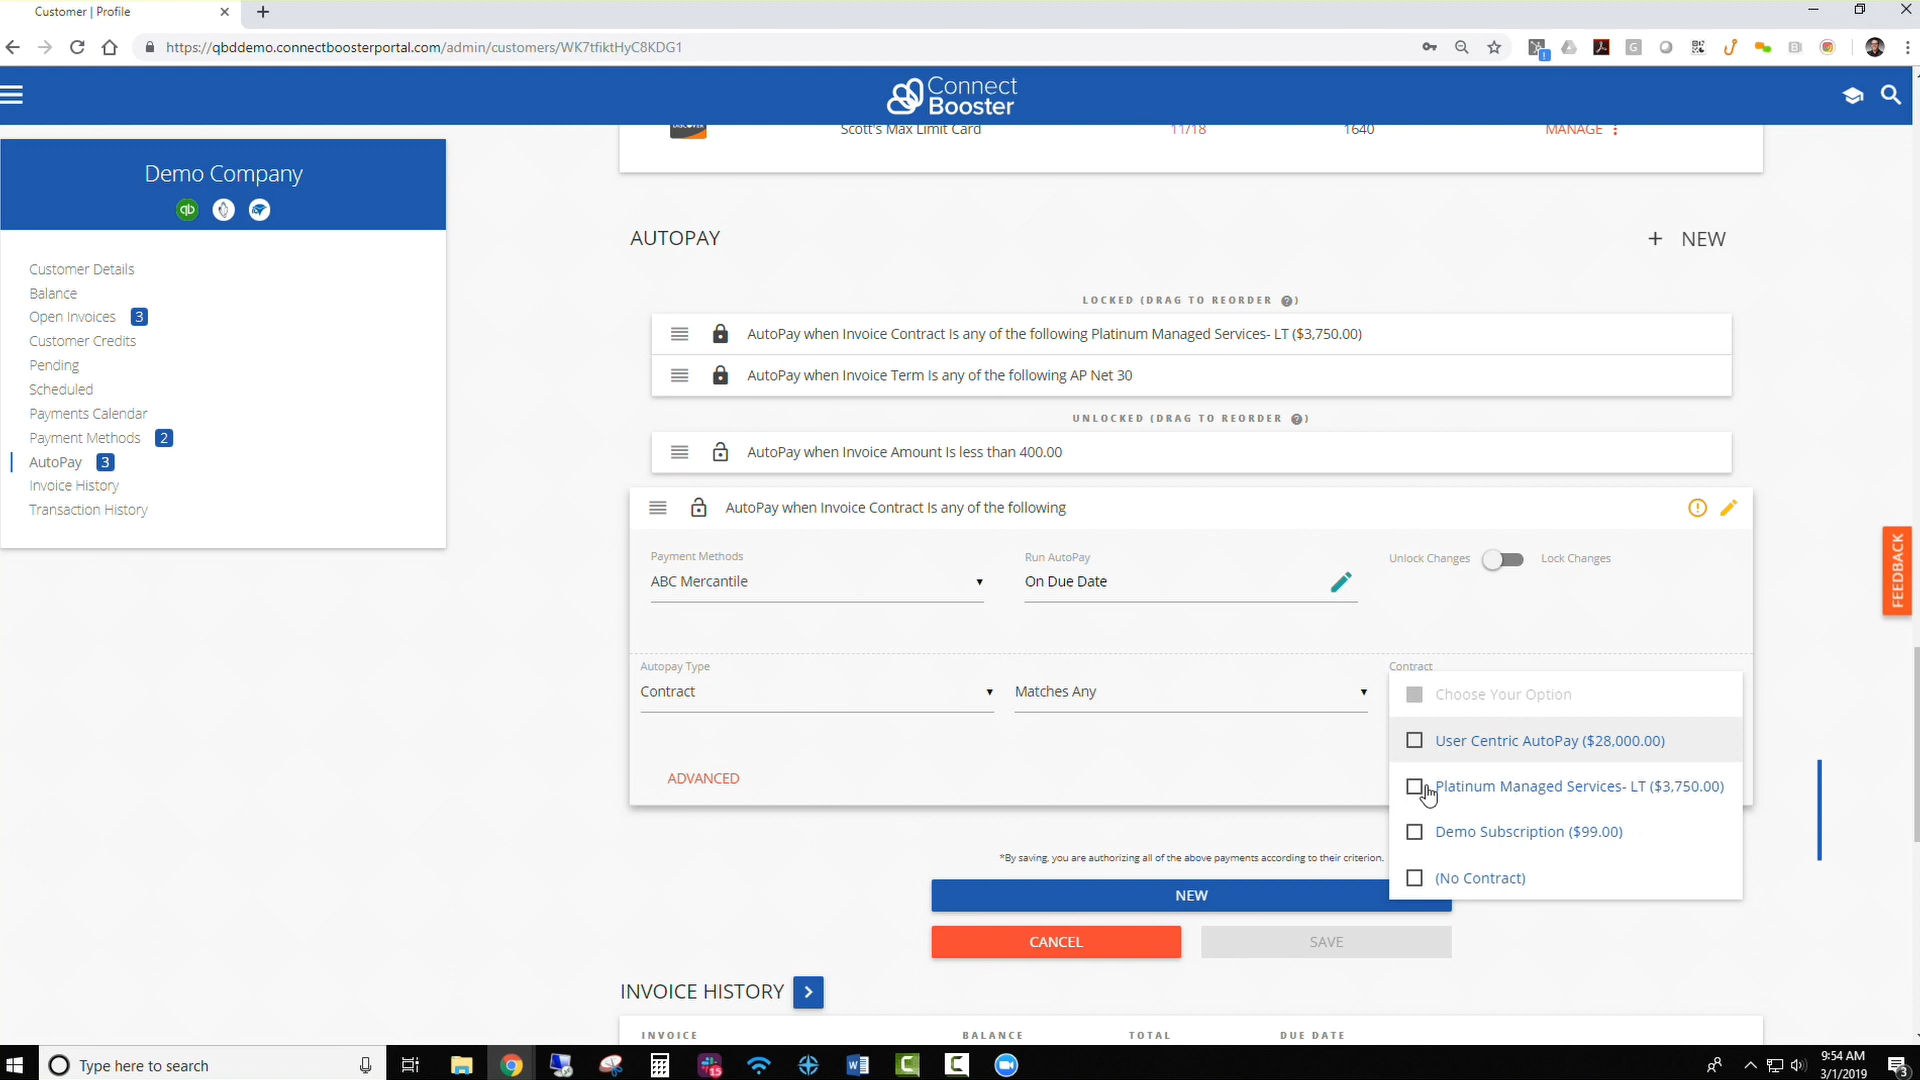 Customer | Profile
https://qbddemo.connectboosterportal.com/admin/customers/WK7tfiktHyC8KDG1
Connect
Booster
Demo Company
qb
Customer Details
Balance
Open Invoices 3
Customer Credits
Pending
Scheduled
Payments Calendar
Payment Methods 2
AutoPay 3
Invoice History
Transaction History
Scott's Max Limit Card 11/18 1640 MANAGE
AUTOPAY
+ NEW
LOCKED (DRAG TO REORDER ?)
AutoPay when Invoice Contract Is any of the following Platinum Managed Services- LT ($3,750.00)
AutoPay when Invoice Term Is any of the following AP Net 30
UNLOCKED (DRAG TO REORDER ?)
AutoPay when Invoice Amount Is less than 400.00
AutoPay when Invoice Contract Is any of the following
Payment Methods
ABC Mercantile
Run AutoPay
On Due Date
Unlock Changes
Lock Changes
Autopay Type
Contract
Matches Any
Contract
Choose Your Option
User Centric AutoPay ($28,000.00)
Platinum Managed Services- LT ($3,750.00)
Demo Subscription ($99.00)
(No Contract)
ADVANCED
*By saving, you are authorizing all of the above payments according to their criterion.
NEW
CANCEL
SAVE
INVOICE HISTORY
INVOICE BALANCE TOTAL DUE DATE
FEEDBACK
Type here to search
15
9:54 AM
3/1/2019
3